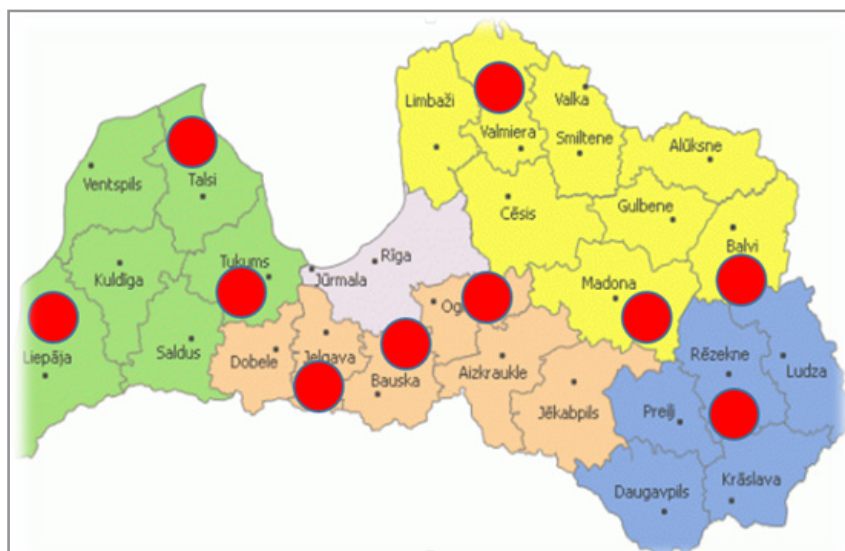 Limbaži
Valka
Valmiera
Smiltene
Alūksne
Ventspils
Talsi
Cēsis
Gulbene
Balvi
Kuldīga
Tukums
Rīga
Jūrmala
Madona
Og
Liepāja
Saldus
Dobele
Jelgava
Bauska
Aizkraukle
Rēzekne
Ludza
Jēkabpils
Preiļi
Daugavpils
Krāslava